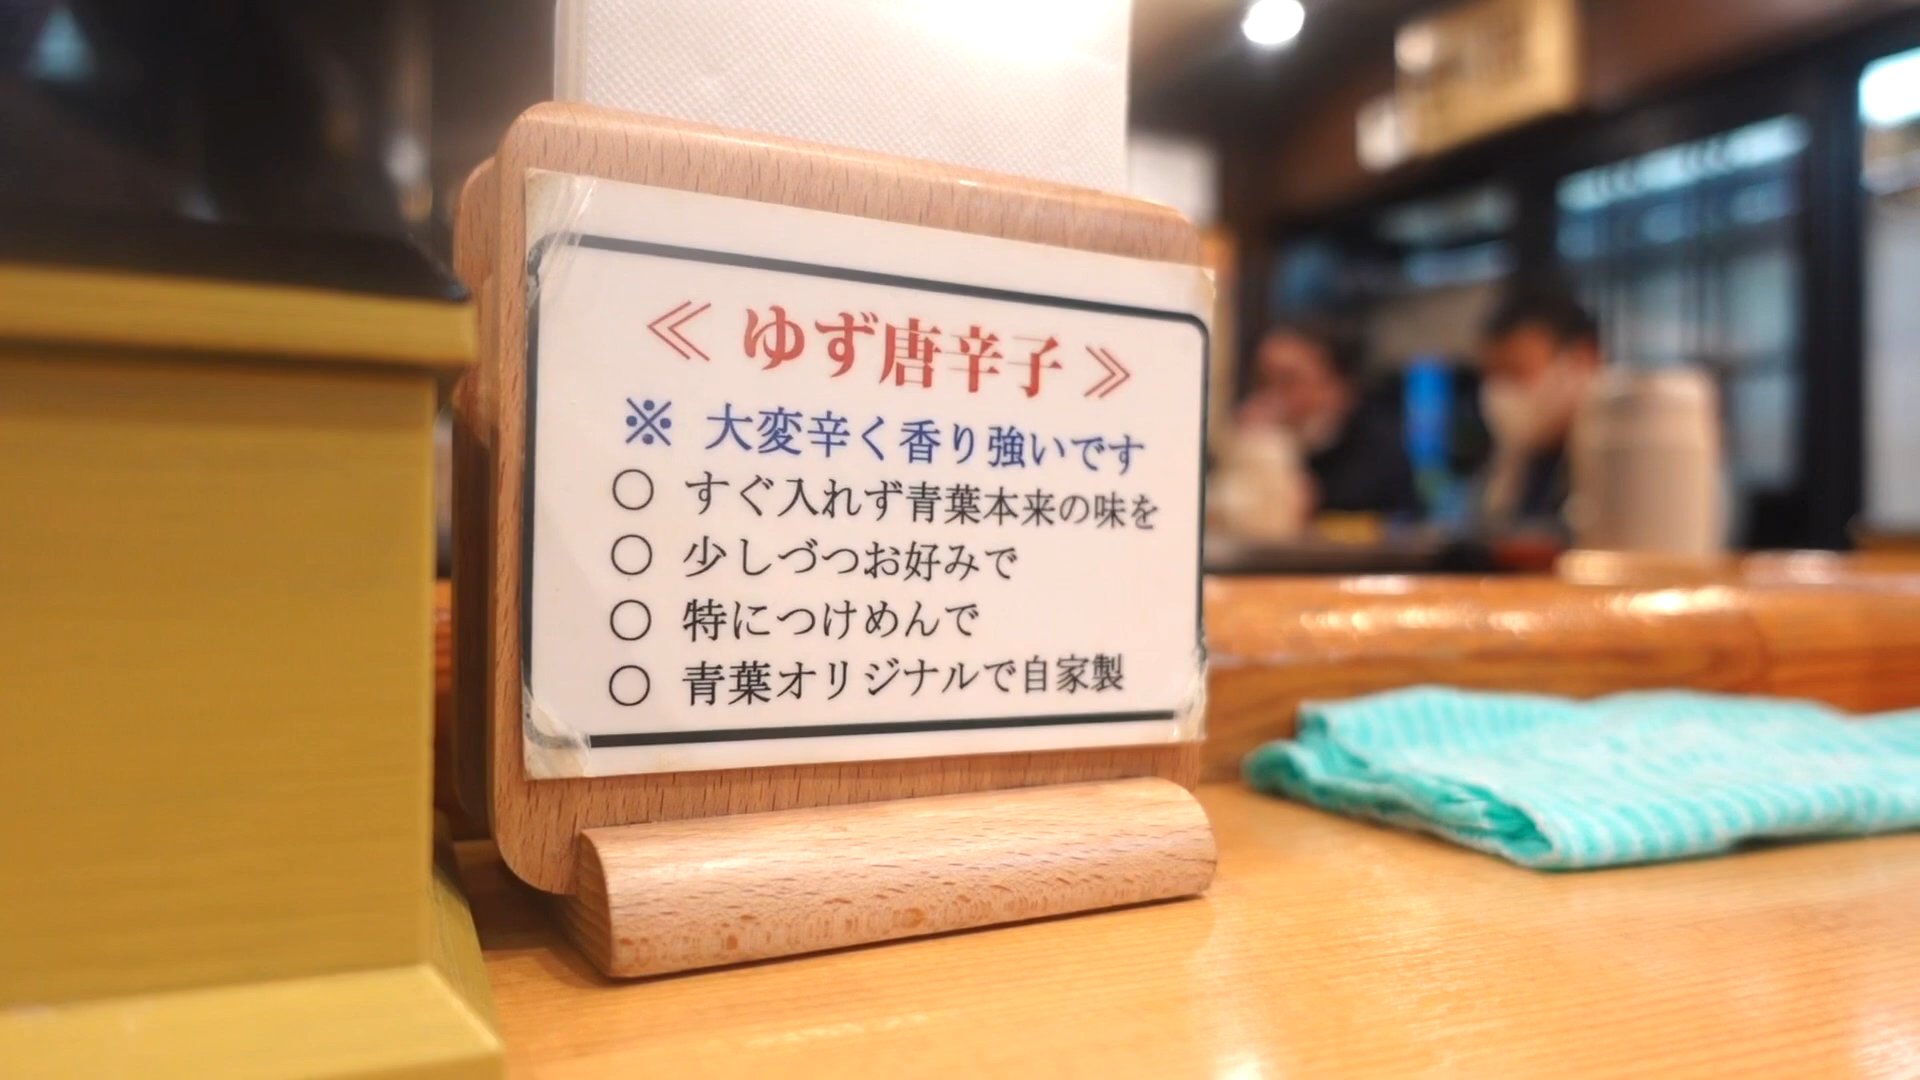 ≪ ゆず唐辛子 ≫
※ 大変辛く香り強いです
○ すぐ入れず青葉本来の味を
○ 少しづつお好みで
○ 特につけめんで
○ 青葉オリジナルで自家製